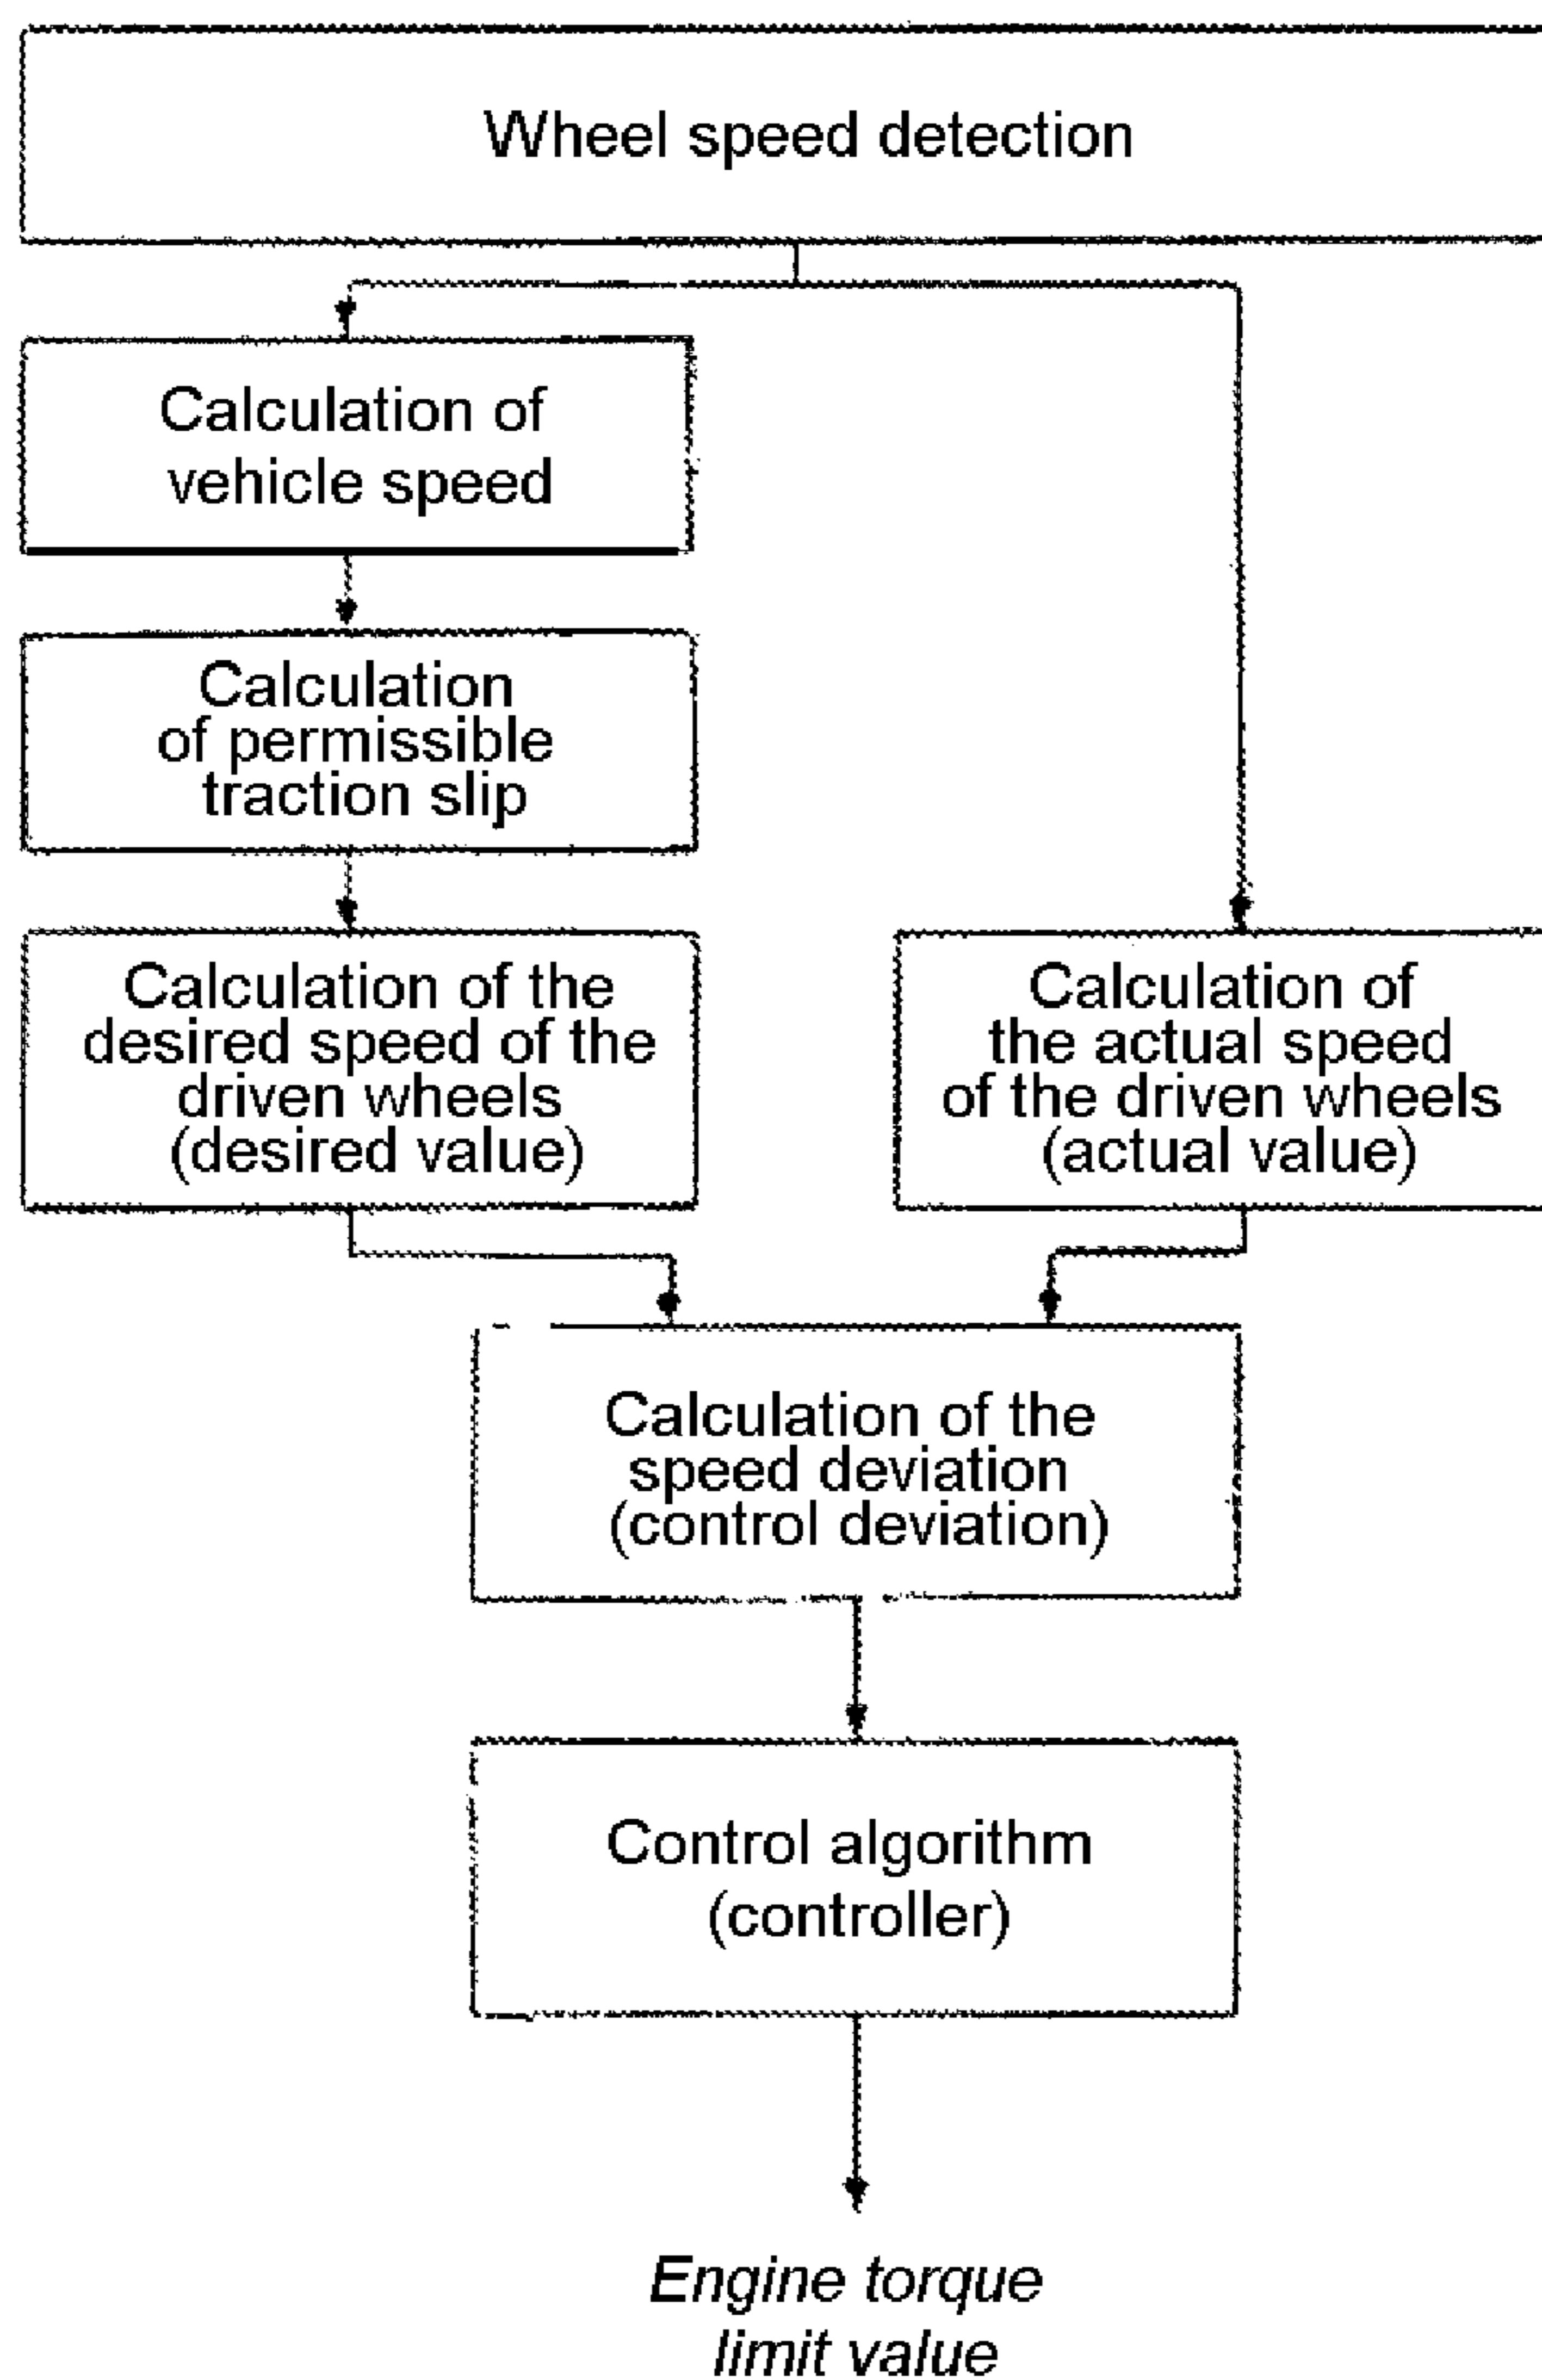 Wheel speed detection
Calculation of
vehicle speed
Calculation
of permissible
traction slip
Calculation of the
desired speed of the
driven wheels
(desired value)
Calculation of
the actual speed
of the driven wheels
(actual value)
Calculation of the
speed deviation
(control deviation)
Control algorithm
(controller)
Engine torque
limit value